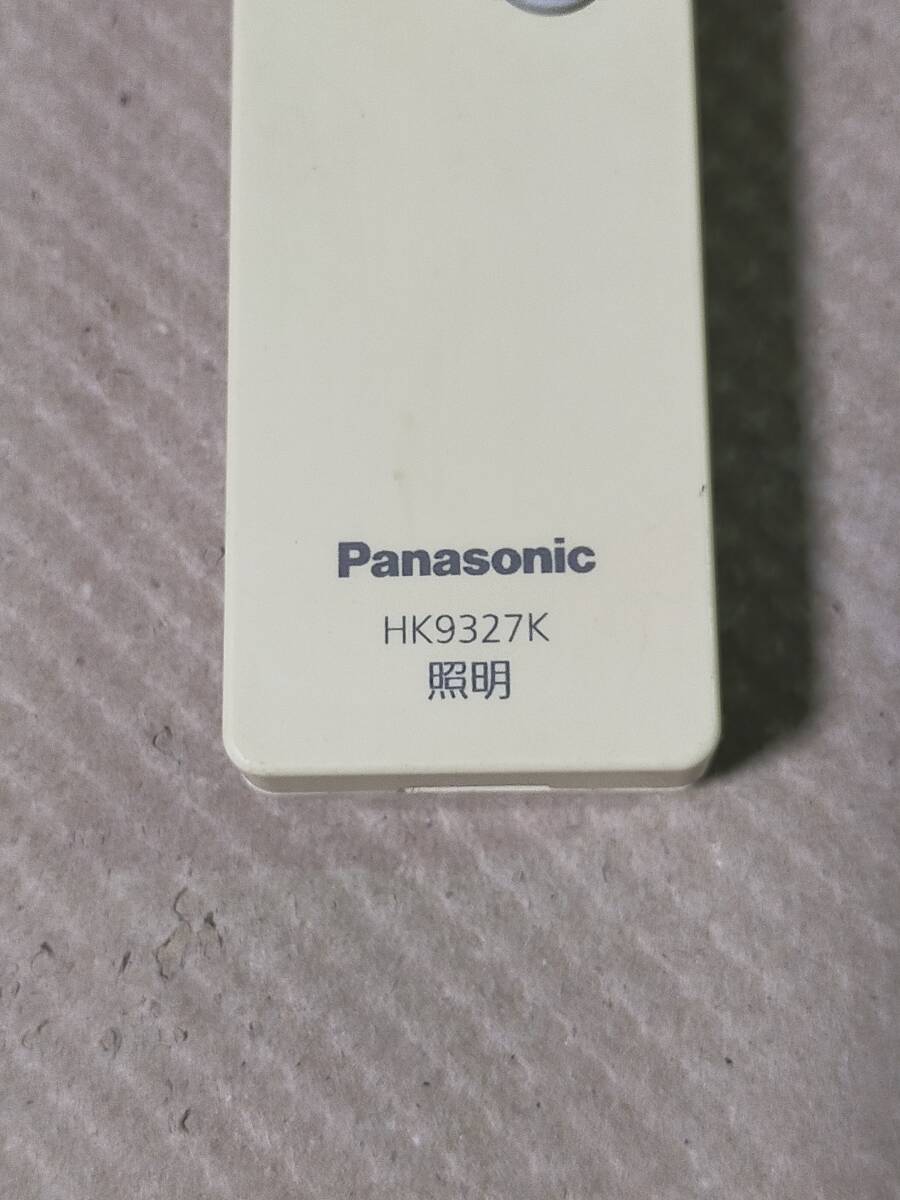 Panasonic
HK9327K
照明